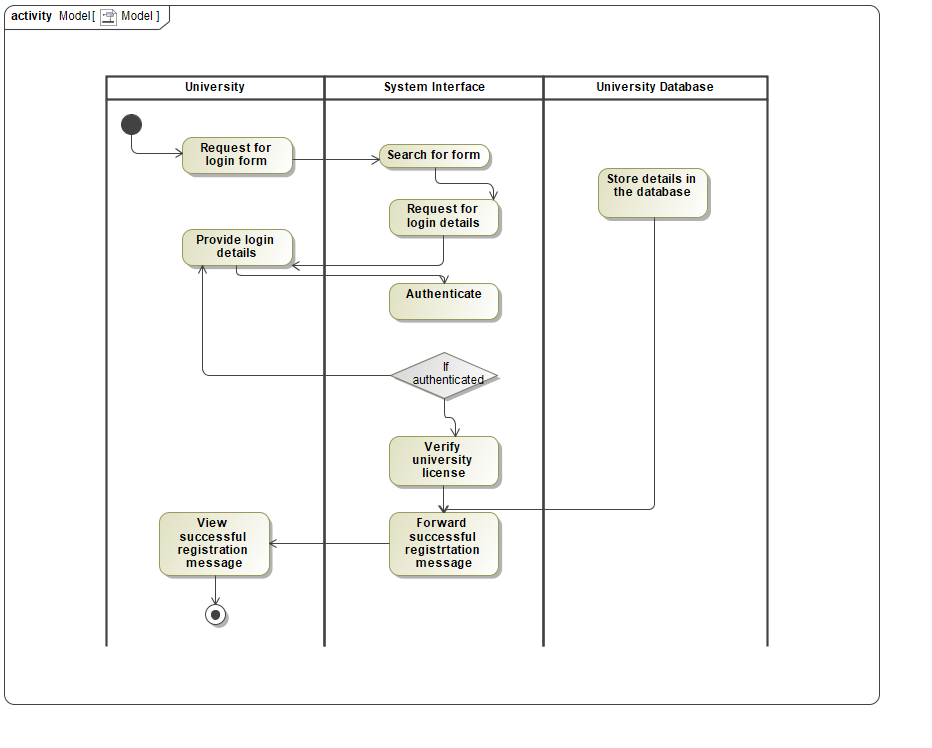 activity Model[ Model ]
University
System Interface
University Database
Request for
login form
Search for form
Store details in
the database
Request for
login details
Provide login
details
Authenticate
If
authenticated
Verify
university
license
View
successful
registration
message
Forward
successful
registrtation
message